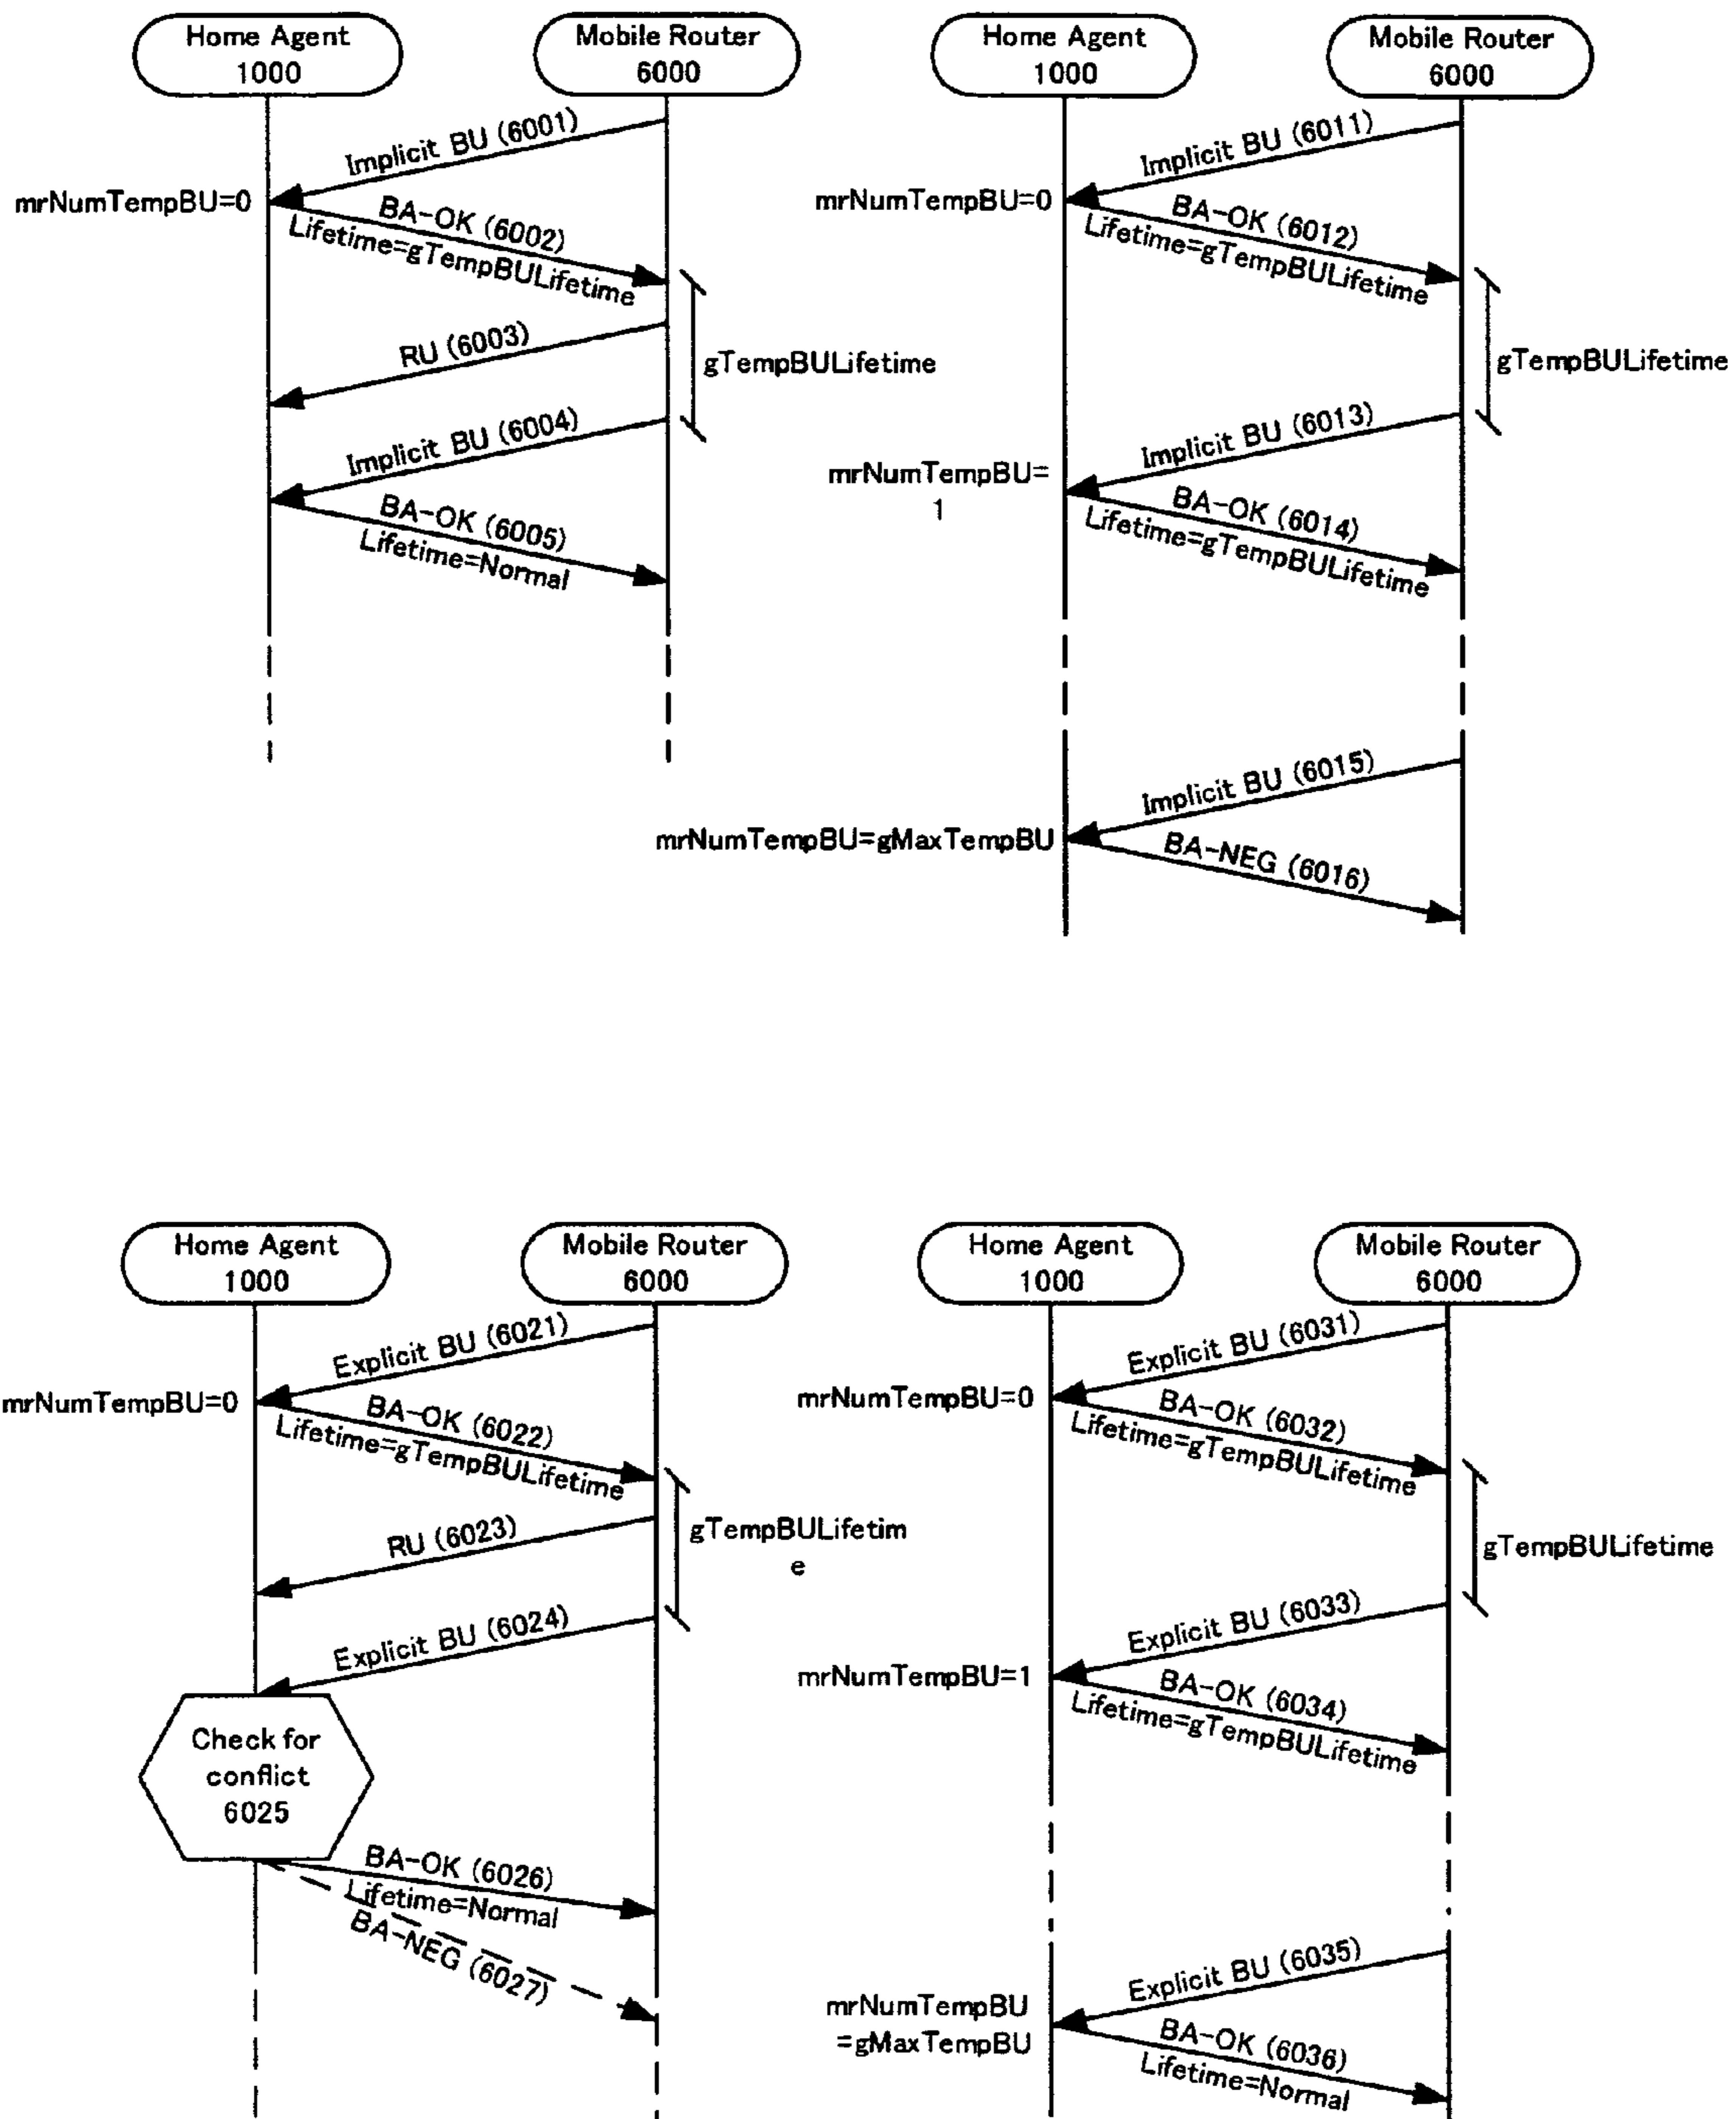 Home Agent
1000
Mobile Router
6000
Implicit BU (6001)
mrNumTempBU=0
BA-OK (6002)
Lifetime=gTempBULifetime
RU (6003)
gTempBULifetime
Implicit BU (6004)
BA-OK (6005)
Lifetime=Normal
Home Agent
1000
Mobile Router
6000
Implicit BU (6011)
mrNumTempBU=0
BA-OK (6012)
Lifetime=gTempBULifetime
gTempBULifetime
Implicit BU (6013)
mrNumTempBU=
1
BA-OK (6014)
Lifetime=gTempBULifetime
Implicit BU (6015)
mrNumTempBU=gMaxTempBU
BA-NEG (6016)
Home Agent
1000
Mobile Router
6000
Explicit BU (6021)
mrNumTempBU=0
BA-OK (6022)
Lifetime=gTempBULifetime
RU (6023)
gTempBULifetim
e
Explicit BU (6024)
Check for
conflict
6025
BA-OK (6026)
Lifetime=Normal
BA-NEG (6027)
Home Agent
1000
Mobile Router
6000
Explicit BU (6031)
mrNumTempBU=0
BA-OK (6032)
Lifetime=gTempBULifetime
gTempBULifetime
Explicit BU (6033)
mrNumTempBU=1
BA-OK (6034)
Lifetime=gTempBULifetime
Explicit BU (6035)
mrNumTempBU
=gMaxTempBU
BA-OK (6036)
Lifetime=Normal